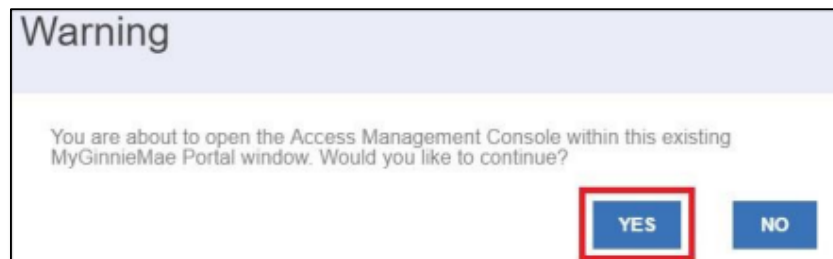 Warning
You are about to open the Access Management Console within this existing
MyGinnieMae Portal window. Would you like to continue?
YES NO